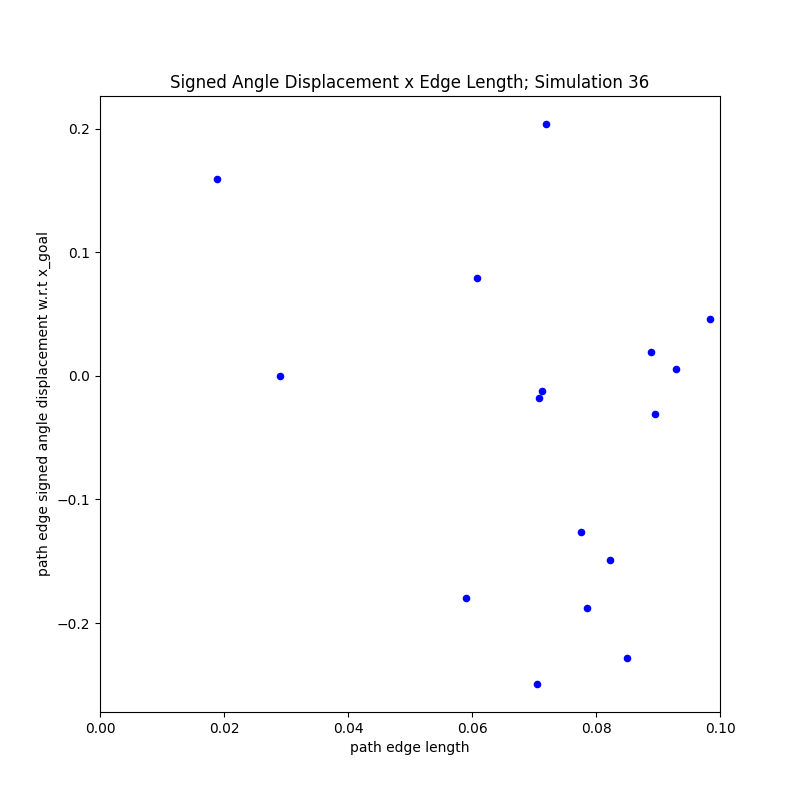 Signed Angle Displacement x Edge Length; Simulation 36
path edge signed angle displacement w.r.t x_goal
0.2
0.1
0.0
−0.1
−0.2
0.00 0.02 0.04 0.06 0.08 0.10
path edge length